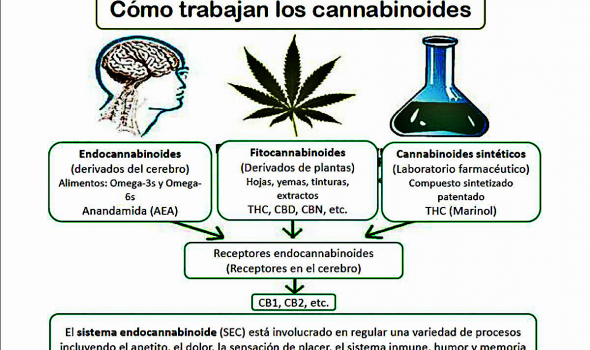 Cómo trabajan los cannabinoides
Endocannabinoides
(derivados del cerebro)
Alimentos: Omega-3s y Omega-
6s
Anandamida (AEA)
Fitocannabinoides
(Derivados de plantas)
Hojas, yemas, tinturas,
extractos
THC, CBD, CBN, etc.
Cannabinoides sintéticos
(Laboratorio farmacéutico)
Compuesto sintetizado
patentado
THC (Marinol)
Receptores endocannabinoides
(Receptores en el cerebro)
CB1, CB2, etc.
El sistema endocannabinoide (SEC) está involucrado en regular una variedad de procesos
incluyendo el apetito, el dolor, la sensación de placer, el sistema inmune, humor y memoria